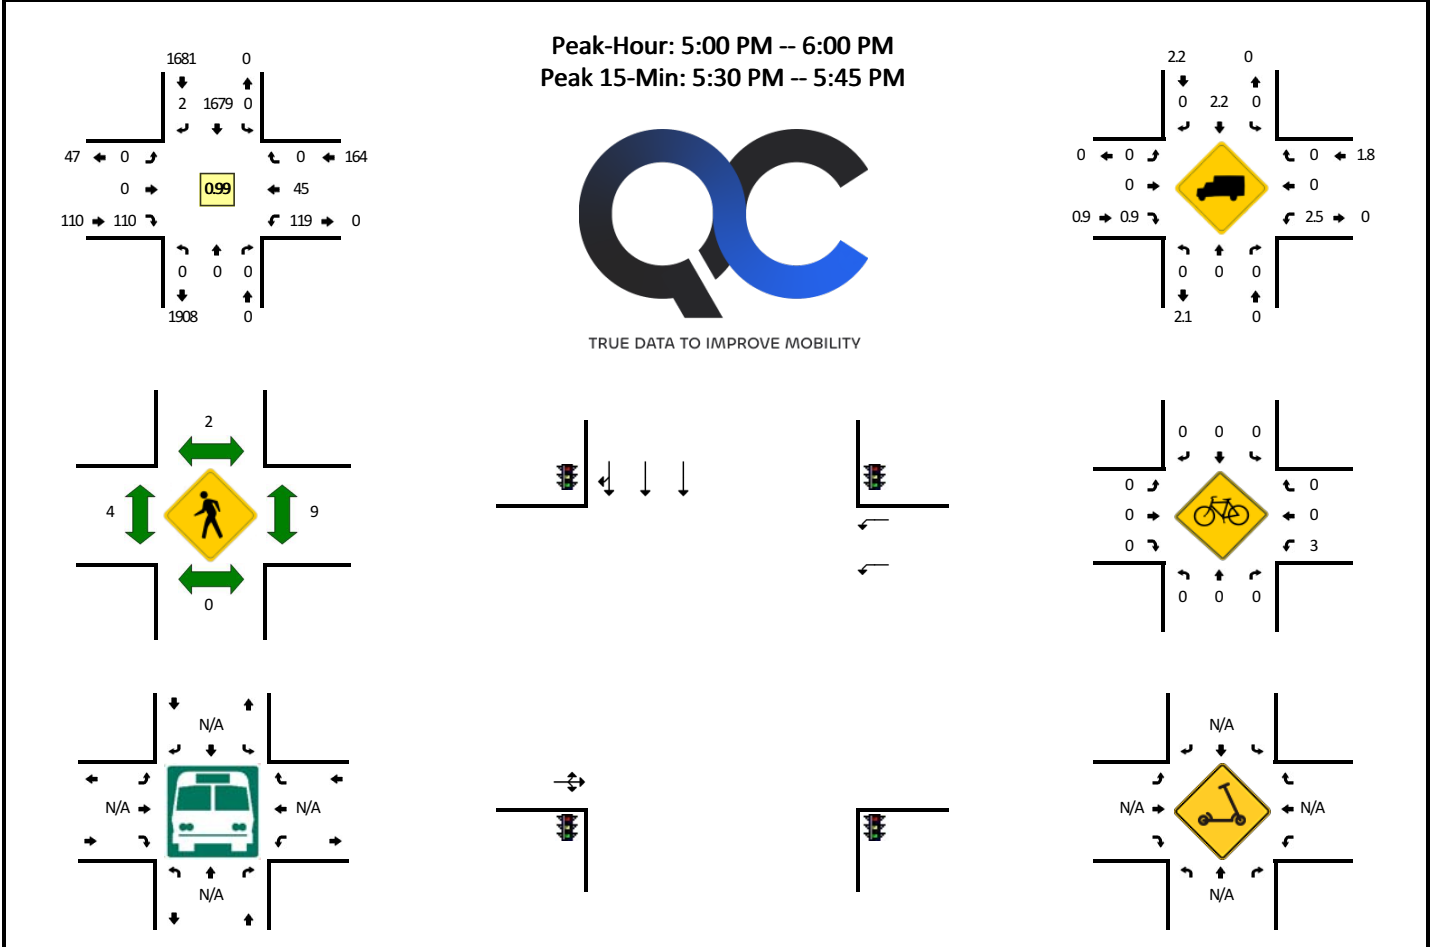 Peak-Hour: 5:00 PM -- 6:00 PM
Peak 15-Min: 5:30 PM -- 5:45 PM
1681 0
2 1679 0
47 0 0 164
0 0.99 45
110 110 119 0
0 0 0
1908 0
QC
TRUE DATA TO IMPROVE MOBILITY
2.2 0
0 2.2 0
0 0 0 1.8
0 0
0.9 0.9 2.5 0
0 0 0
2.1 0
2
4 9
0
0 0 0
0 0
0 0
0 3
0 0 0
N/A
N/A N/A
N/A
N/A
N/A N/A
N/A